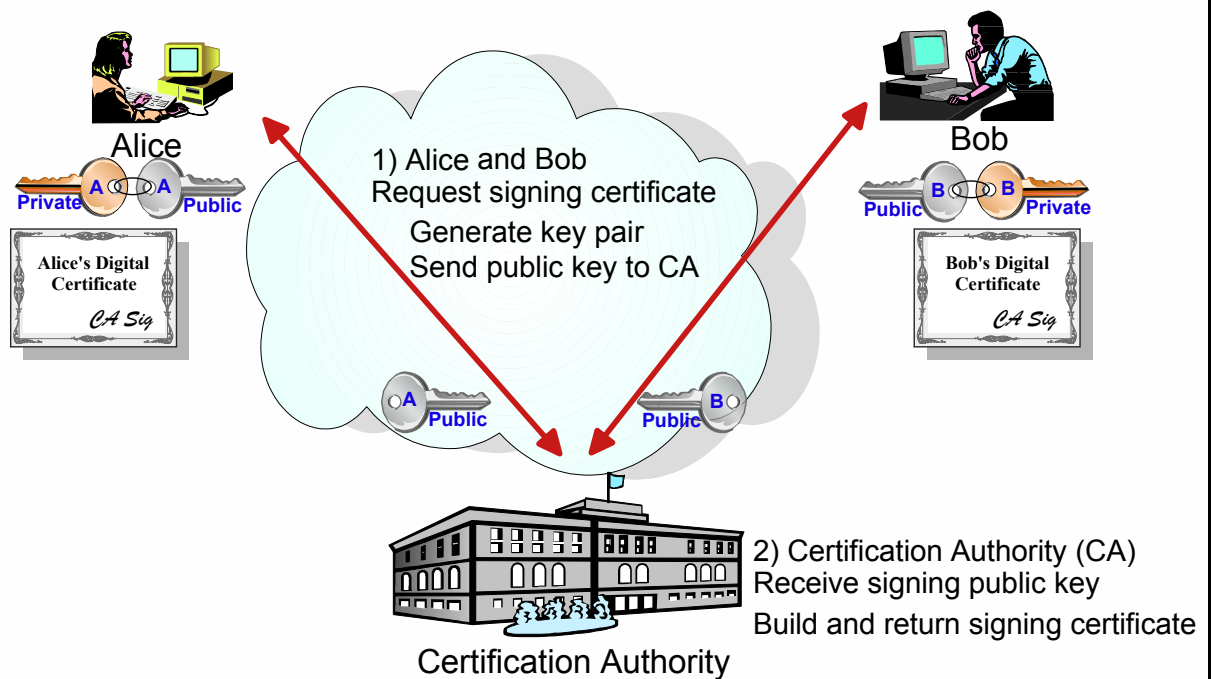 Alice
A
A
Private
Public
Alice's Digital
Certificate
CA Sig
1) Alice and Bob
Request signing certificate
Generate key pair
Send public key to CA
Bob
B
B
Public
Private
Bob's Digital
Certificate
CA Sig
A
Public
B
Public
2) Certification Authority (CA)
Receive signing public key
Build and return signing certificate
Certification Authority